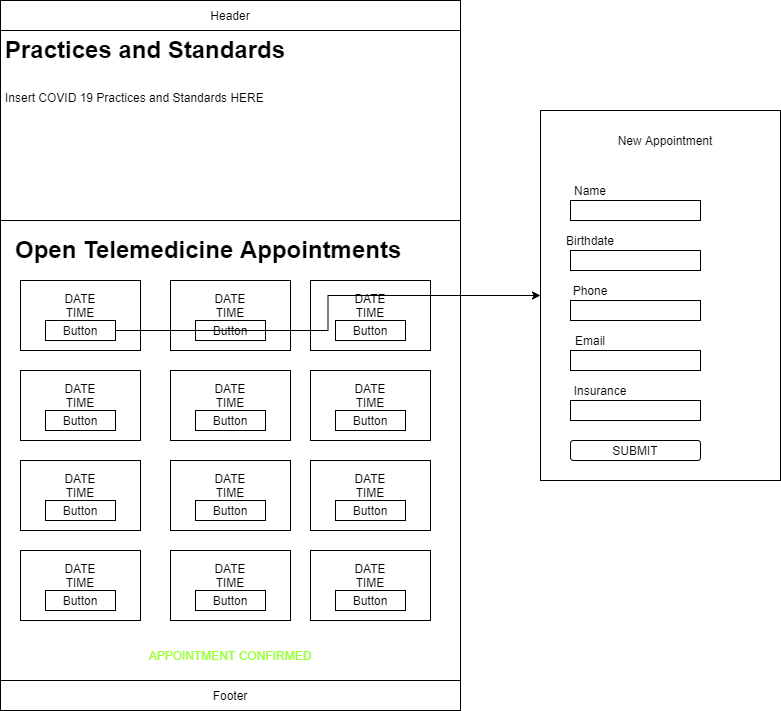 Header
Practices and Standards
Insert COVID 19 Practices and Standards HERE
Open Telemedicine Appointments
DATE
TIME
Button
DATE
TIME
Button
DATE
TIME
Button
DATE
TIME
Button
DATE
TIME
Button
DATE
TIME
Button
DATE
TIME
Button
DATE
TIME
Button
DATE
TIME
Button
DATE
TIME
Button
DATE
TIME
Button
DATE
TIME
Button
APPOINTMENT CONFIRMED
Footer
New Appointment
Name
Birthdate
Phone
Email
Insurance
SUBMIT